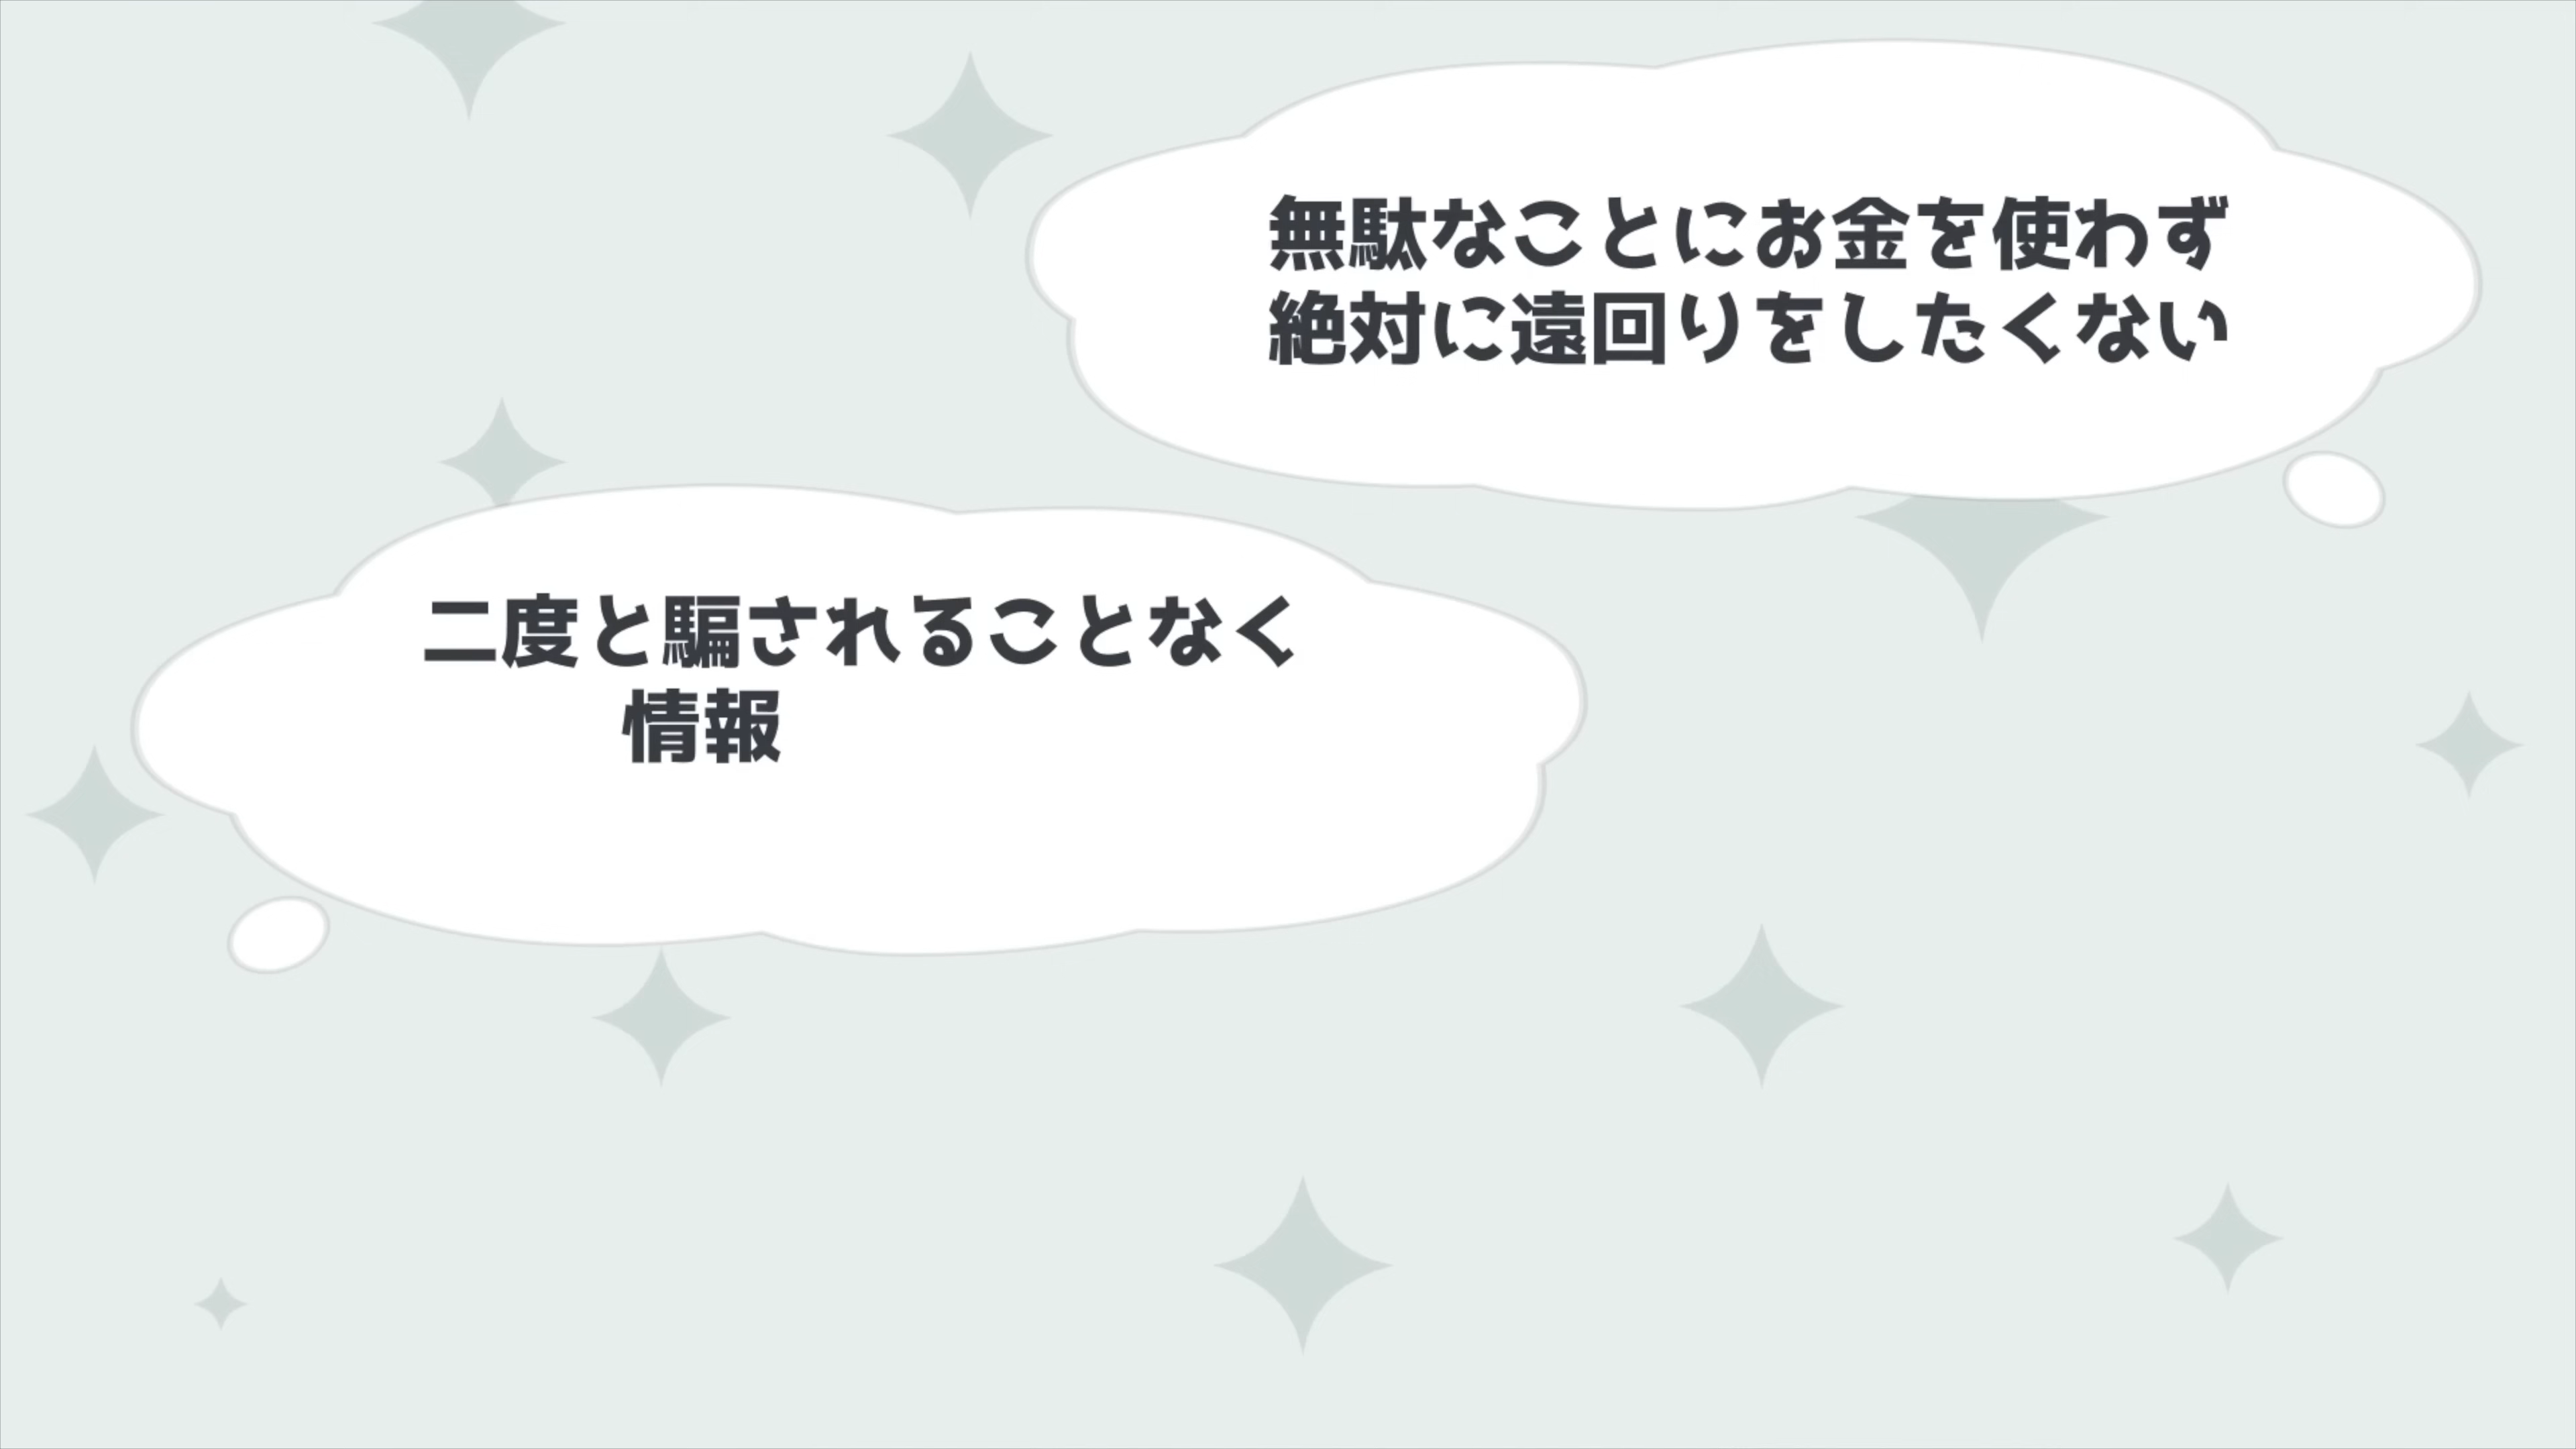 無駄なことにお金を使わず
絶対に遠回りをしたくない
二度と騙されることなく
情報